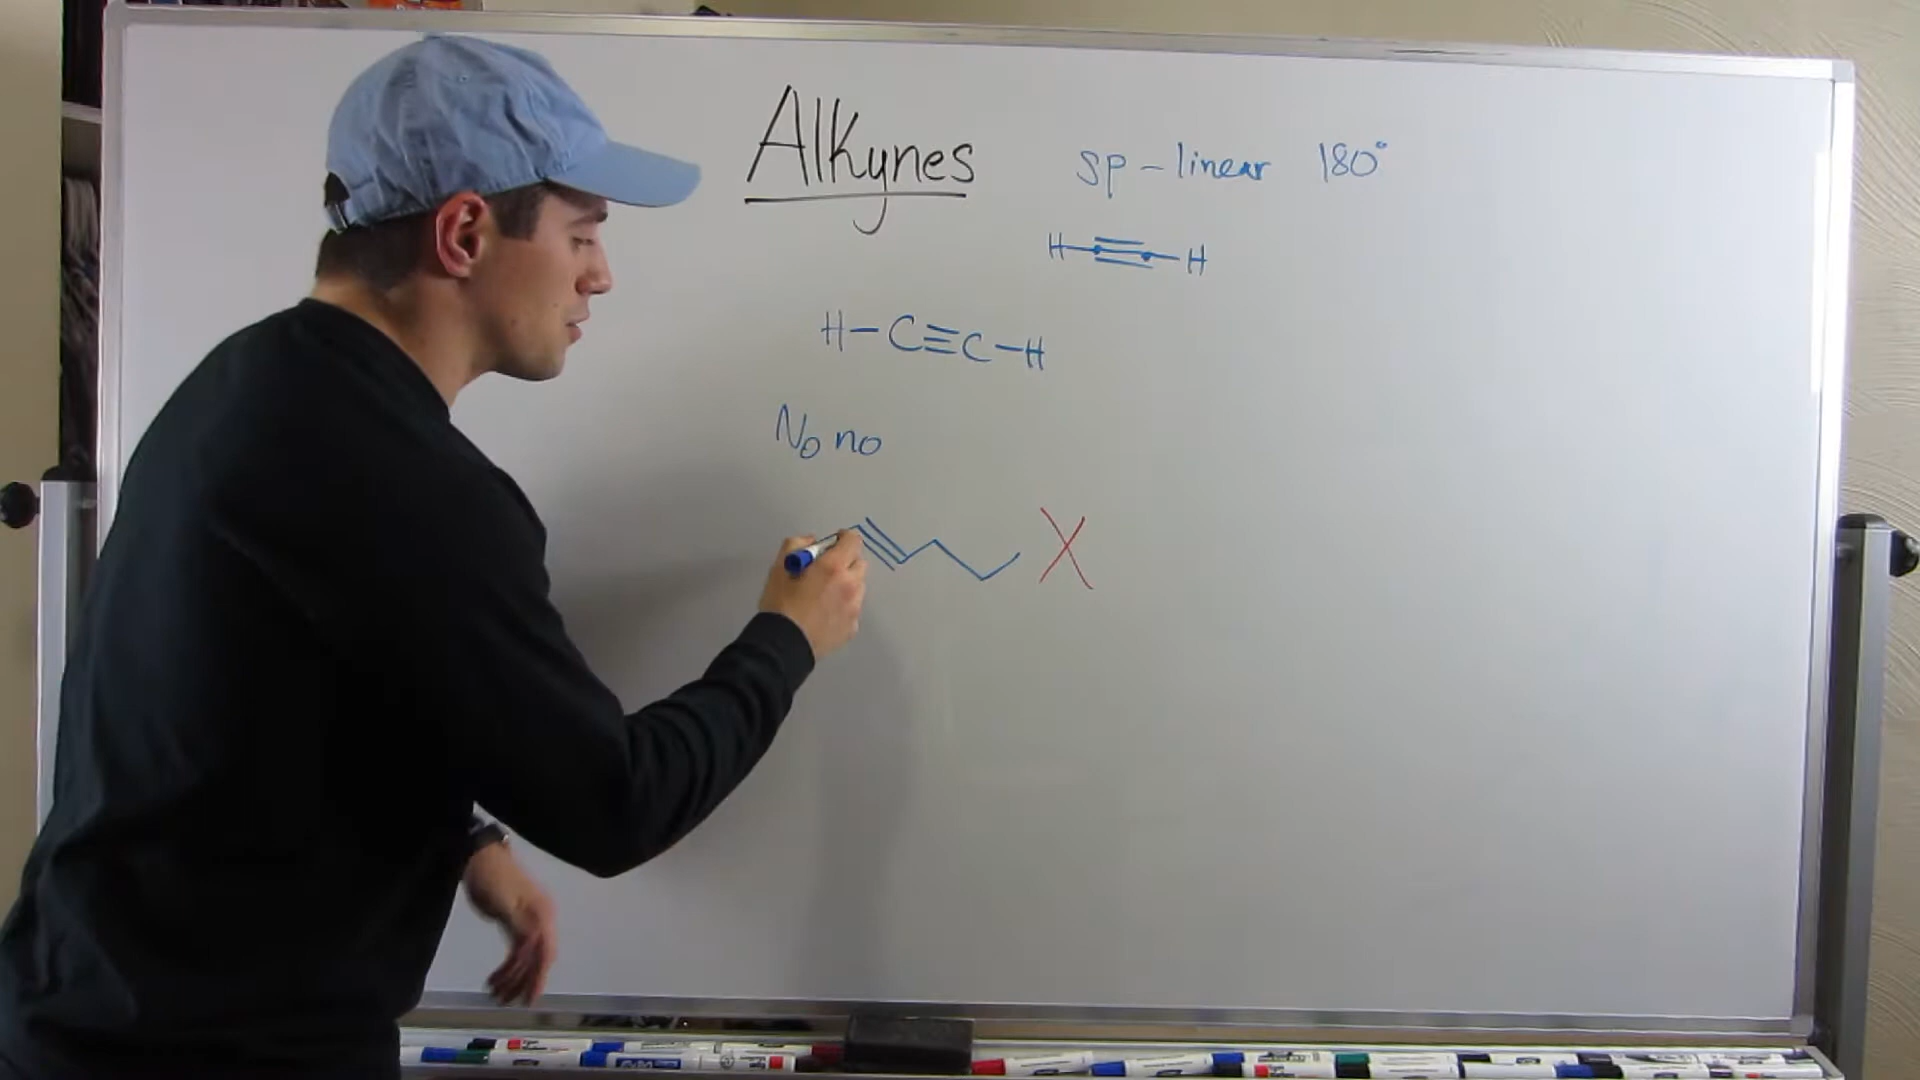 Alkynes
sp - linear 180°
H-≡-H
H-C≡C-H
No no
X